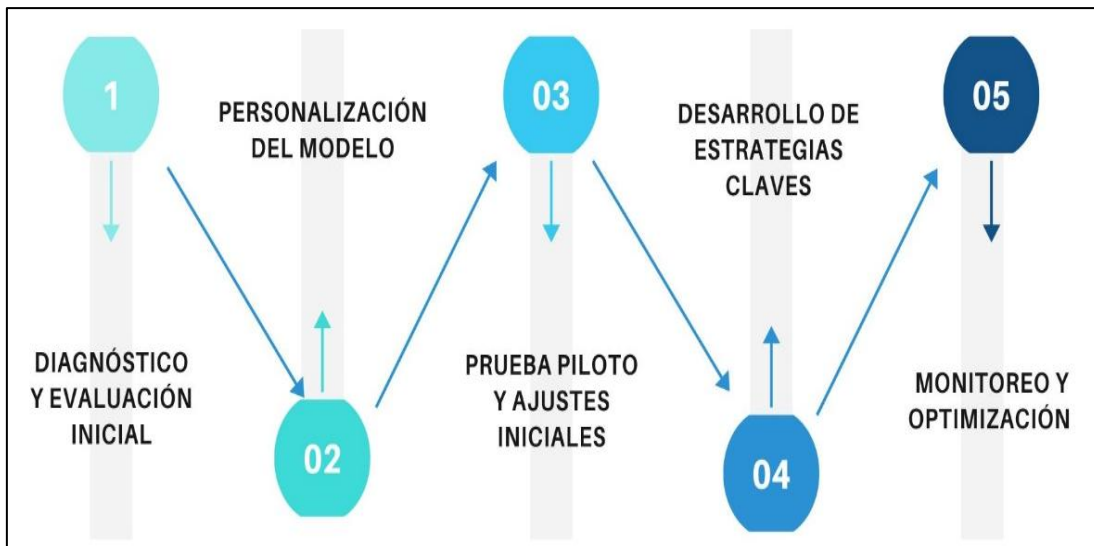 1
DIAGNÓSTICO
Y EVALUACIÓN
INICIAL
PERSONALIZACIÓN
DEL MODELO
02
03
PRUEBA PILOTO
Y AJUSTES
INICIALES
DESARROLLO DE
ESTRATEGIAS
CLAVES
04
05
MONITOREO Y
OPTIMIZACIÓN